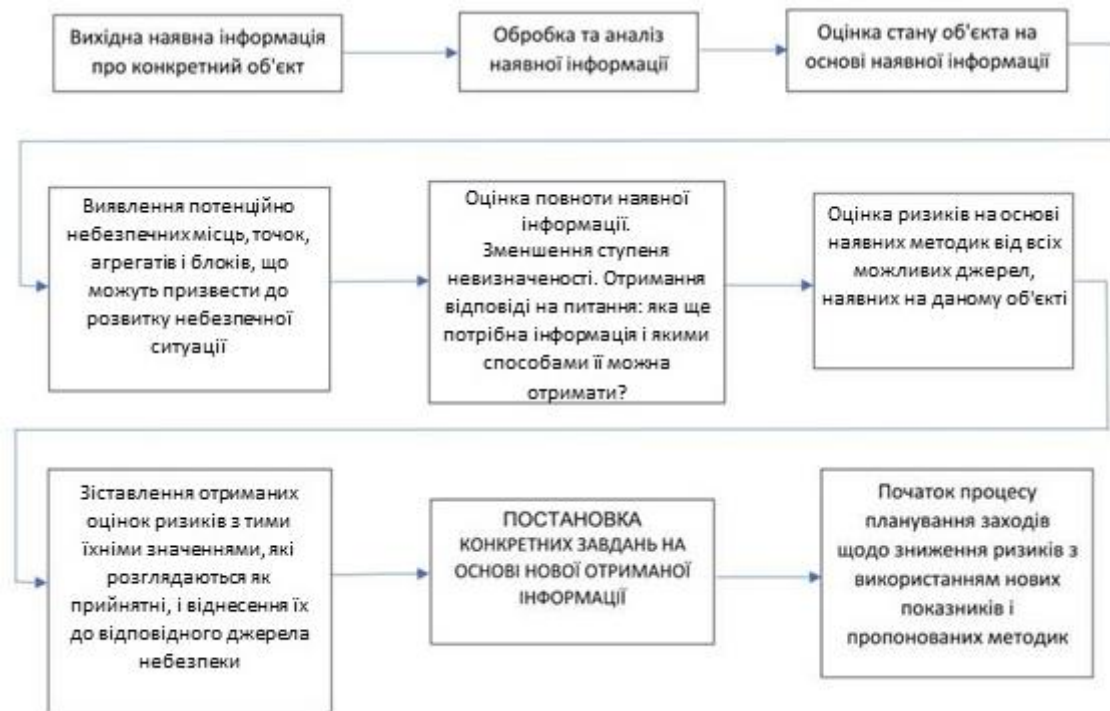 Вихідна наявна інформація
про конкретний об'єкт
Обробка та аналіз
наявної інформації
Оцінка стану об'єкта на
основі наявної інформації
Виявлення потенційно
небезпечних місць, точок,
агрегатів і блоків, що
можуть призвести до
розвитку небезпечної
ситуації
Оцінка повноти наявної
інформації.
Зменшення ступеня
невизначеності. Отримання
відповіді на питання: яка ще
потрібна інформація і якими
способами її можна
отримати?
Оцінка ризиків на основі
наявних методик від всіх
можливих джерел,
наявних на даному об'єкті
Зіставлення отриманих
оцінок ризиків з тими
їхніми значеннями, які
розглядаються як
прийнятні, і віднесення їх
до відповідного джерела
небезпеки
ПОСТАНОВКА
КОНКРЕТНИХ ЗАВДАНЬ НА
ОСНОВІ НОВОЇ ОТРИМАНОЇ
ІНФОРМАЦІЇ
Початок процесу
планування заходів
щодо зниження ризиків з
використанням нових
показників і
пропонованих методик